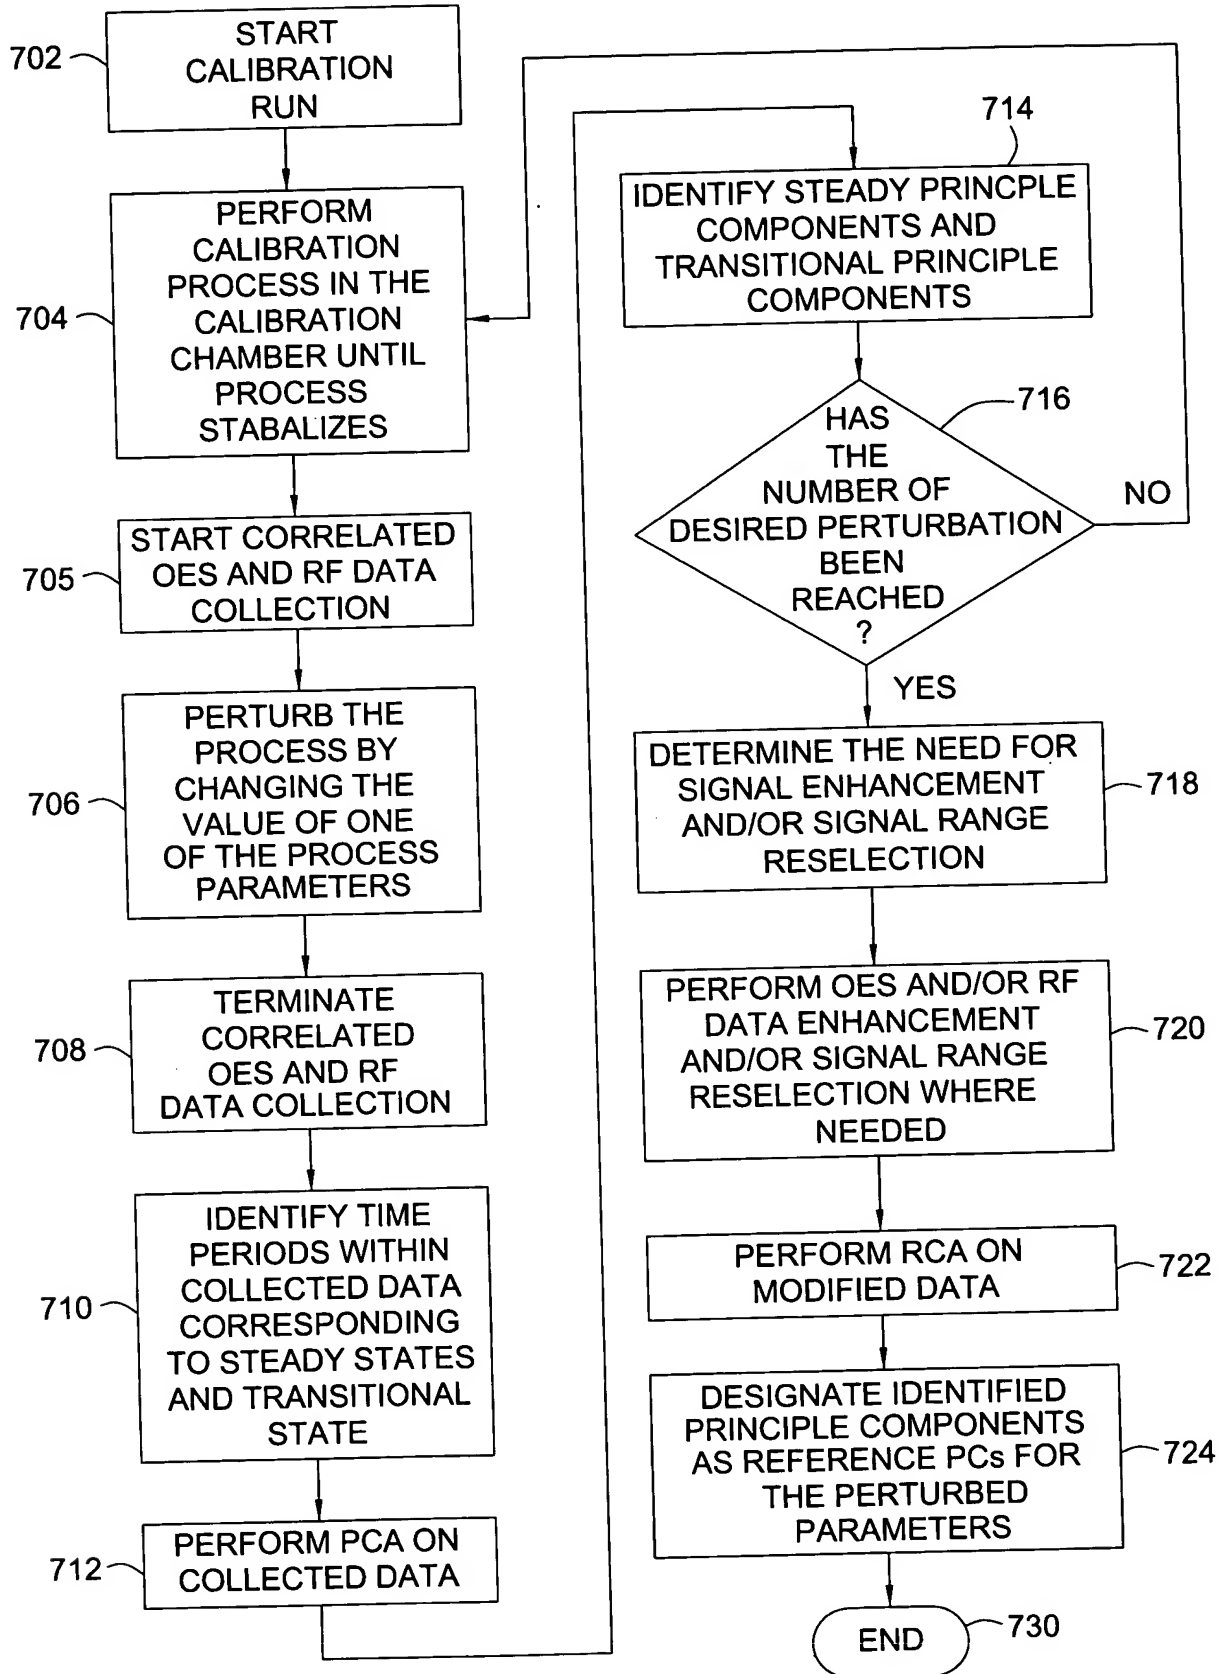 702
START
CALIBRATION
RUN
704
PERFORM
CALIBRATION
PROCESS IN THE
CALIBRATION
CHAMBER UNTIL
PROCESS
STABALIZES
705
START CORRELATED
OES AND RF DATA
COLLECTION
706
PERTURB THE
PROCESS BY
CHANGING THE
VALUE OF ONE
OF THE PROCESS
PARAMETERS
708
TERMINATE
CORRELATED
OES AND RF
DATA COLLECTION
710
IDENTIFY TIME
PERIODS WITHIN
COLLECTED DATA
CORRESPONDING
TO STEADY STATES
AND TRANSITIONAL
STATE
712
PERFORM PCA ON
COLLECTED DATA
714
IDENTIFY STEADY PRINCPLE
COMPONENTS AND
TRANSITIONAL PRINCIPLE
COMPONENTS
716
HAS
THE
NUMBER OF
DESIRED PERTURBATION
BEEN
REACHED
?
NO
YES
DETERMINE THE NEED FOR
SIGNAL ENHANCEMENT
AND/OR SIGNAL RANGE
RESELECTION
718
PERFORM OES AND/OR RF
DATA ENHANCEMENT
AND/OR SIGNAL RANGE
RESELECTION WHERE
NEEDED
720
PERFORM RCA ON
MODIFIED DATA
722
DESIGNATE IDENTIFIED
PRINCIPLE COMPONENTS
AS REFERENCE PCs FOR
THE PERTURBED
PARAMETERS
724
END
730